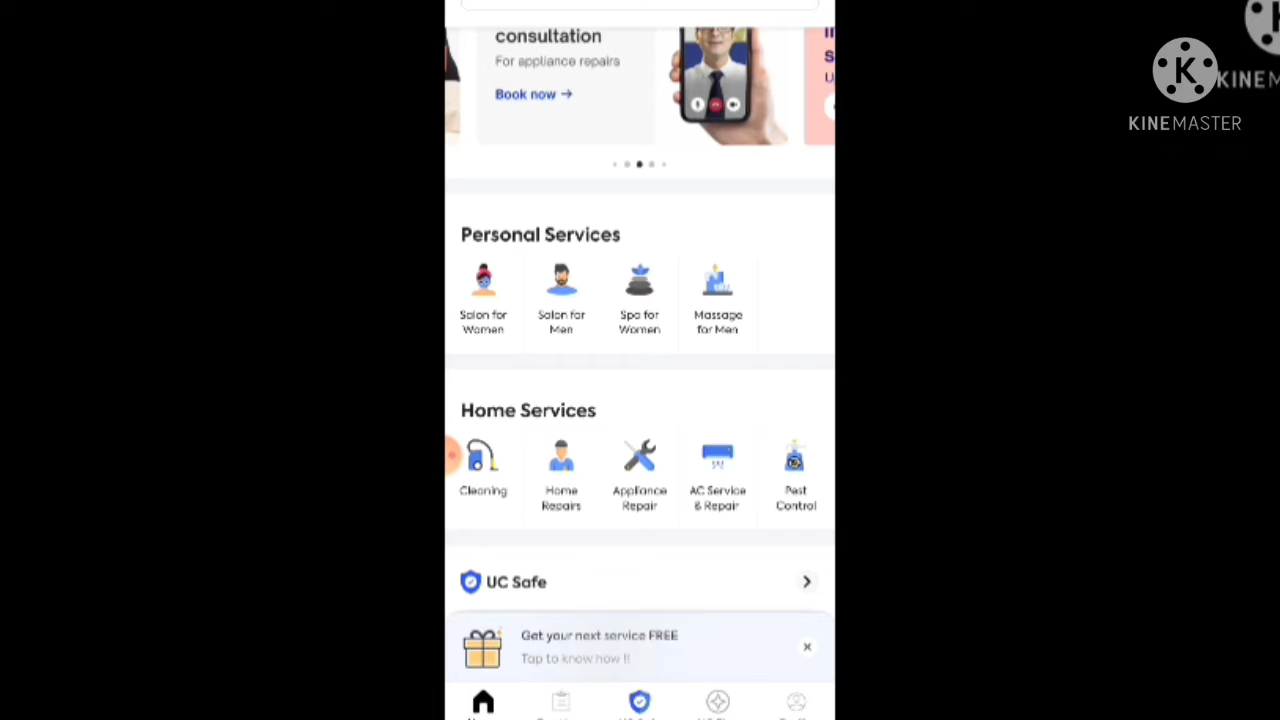 consultation
For appliance repairs
Book now →
KINEMASTER
Personal Services
Salon for Women
Salon for Men
Spa for Women
Massage for Men
Home Services
Cleaning
Home Repairs
Appliance Repair
AC Service & Repair
Pest Control
UC Safe
Get your next service FREE
Tap to know how !!